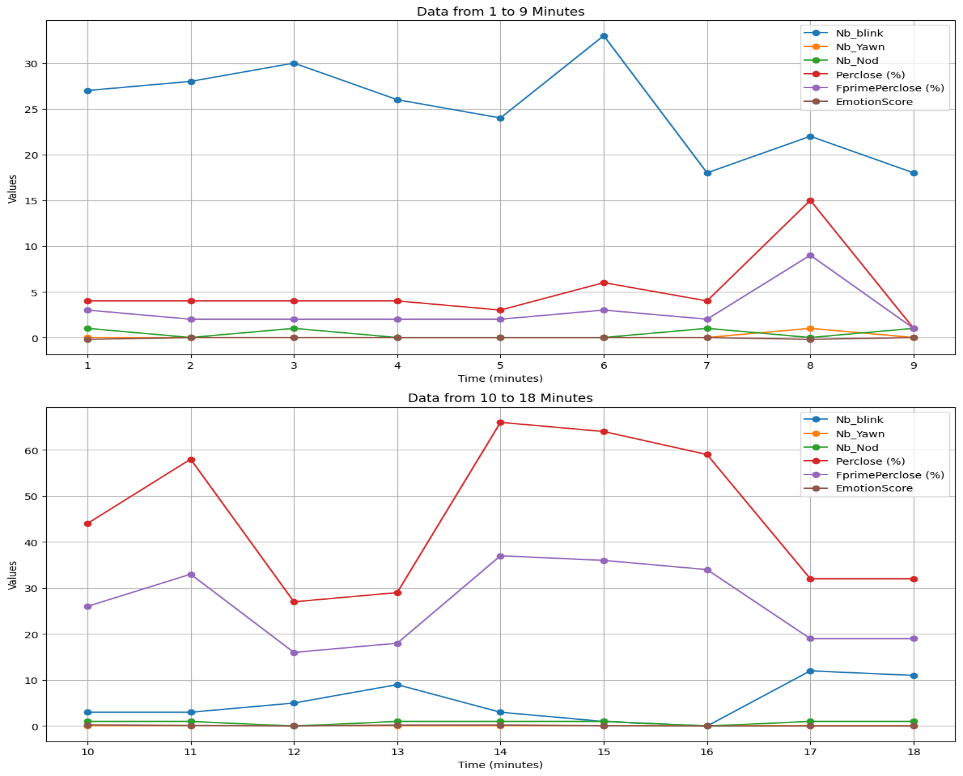 Data from 1 to 9 Minutes
Nb_blink
Nb_Yawn
Nb_Nod
Perclose (%)
FprimePerclose (%)
EmotionScore
30
25
20
15
10
5
0
Values
1 2 3 4 5 6 7 8 9
Time (minutes)
Data from 10 to 18 Minutes
Nb_blink
Nb_Yawn
Nb_Nod
Perclose (%)
FprimePerclose (%)
EmotionScore
60
50
40
30
20
10
0
Values
10 11 12 13 14 15 16 17 18
Time (minutes)